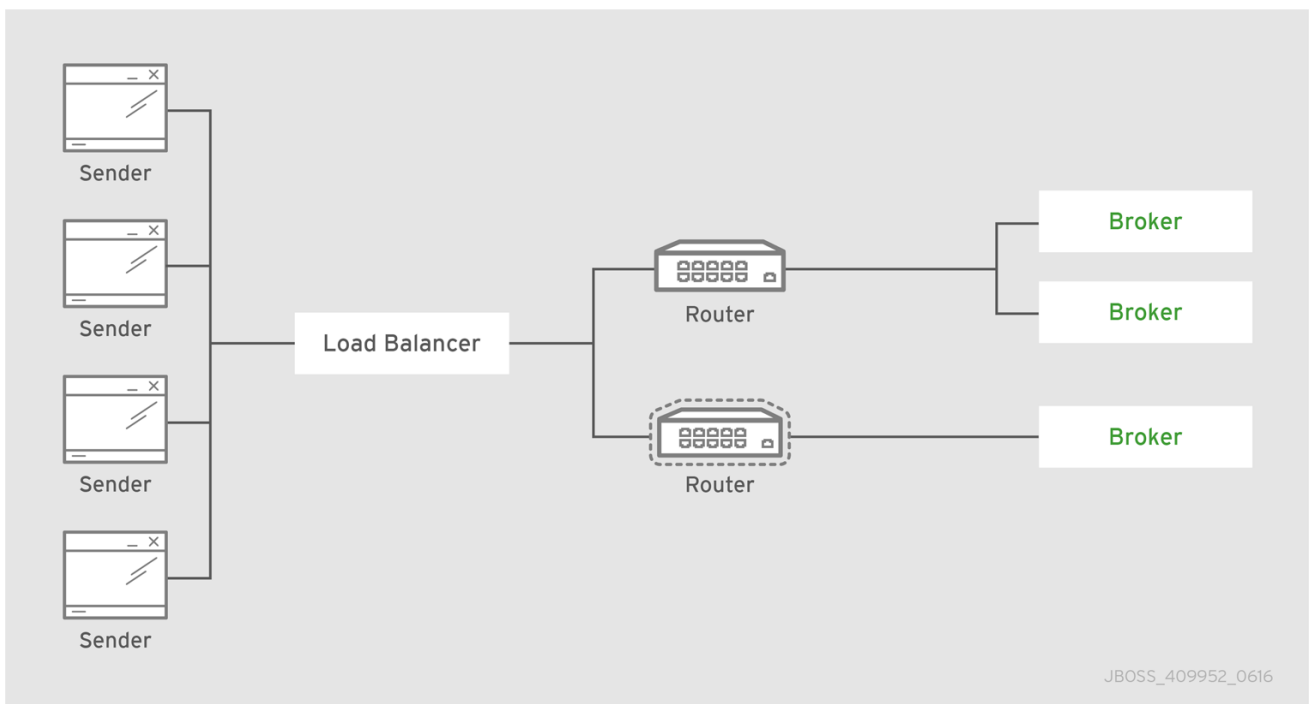 Sender
Sender
Sender
Sender
Load Balancer
Router
Router
Broker
Broker
Broker
JBOSS_409952_0616